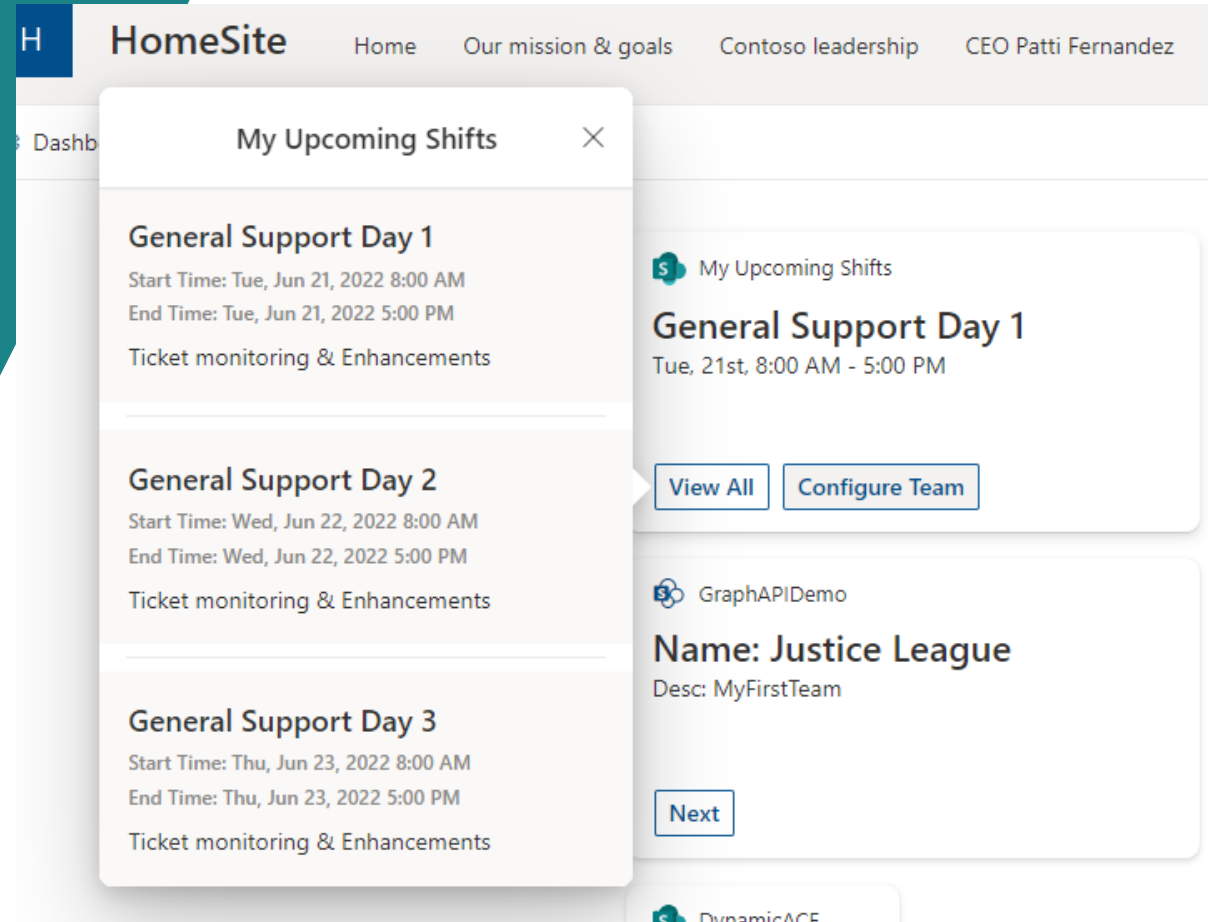 H
HomeSite
Home
Our mission & goals
Contoso leadership
CEO Patti Fernandez
Dashb
My Upcoming Shifts
General Support Day 1
Start Time: Tue, Jun 21, 2022 8:00 AM
End Time: Tue, Jun 21, 2022 5:00 PM
Ticket monitoring & Enhancements
General Support Day 2
Start Time: Wed, Jun 22, 2022 8:00 AM
End Time: Wed, Jun 22, 2022 5:00 PM
Ticket monitoring & Enhancements
General Support Day 3
Start Time: Thu, Jun 23, 2022 8:00 AM
End Time: Thu, Jun 23, 2022 5:00 PM
Ticket monitoring & Enhancements
My Upcoming Shifts
General Support Day 1
Tue, 21st, 8:00 AM - 5:00 PM
View All
Configure Team
GraphAPIDemo
Name: Justice League
Desc: MyFirstTeam
Next
DynamicACE